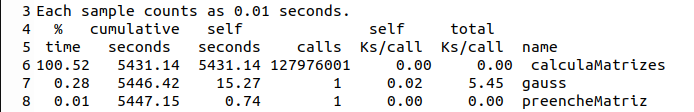 3 Each sample counts as 0.01 seconds.
4   %   cumulative   self              self     total
5  time   seconds   seconds    calls  Ks/call  Ks/call  name
6 100.52   5431.14  5431.14 127976001     0.00     0.00  calculaMatrizes
7   0.28   5446.42    15.27        1     0.02     5.45  gauss
8   0.01   5447.15     0.74        1     0.00     0.00  preencheMatriz